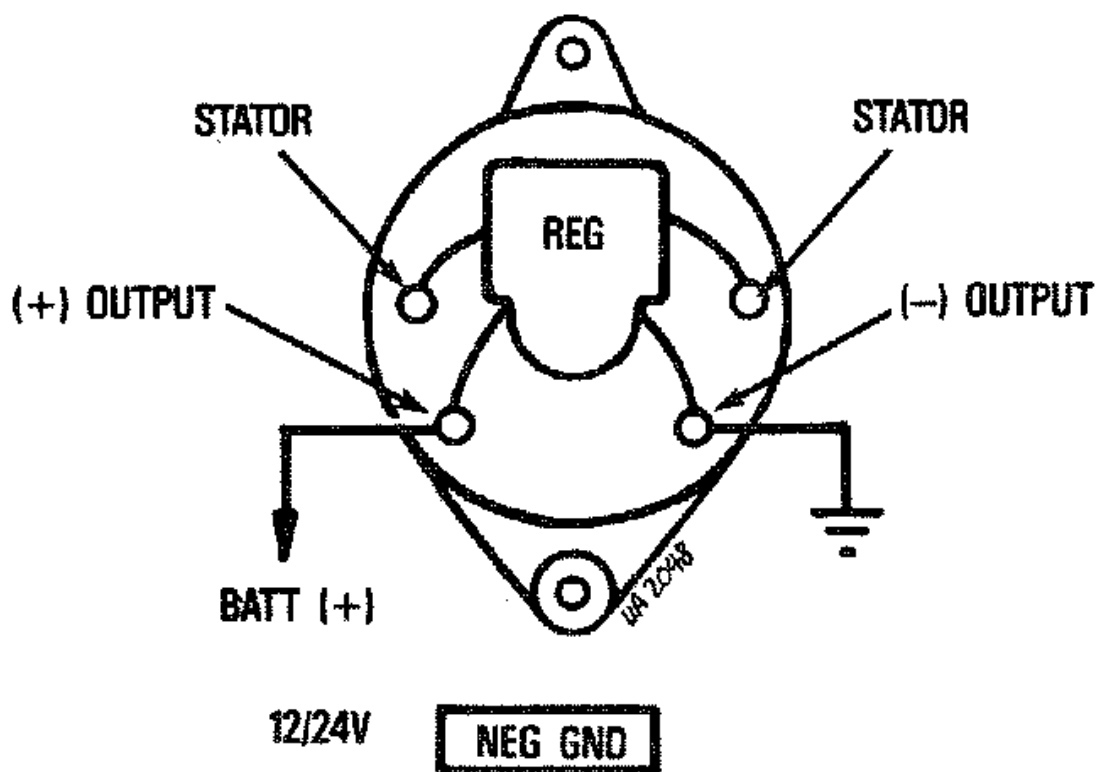 STATOR
STATOR
REG
(+) OUTPUT
(−) OUTPUT
BATT (+)
UA 2048
12/24V
NEG GND